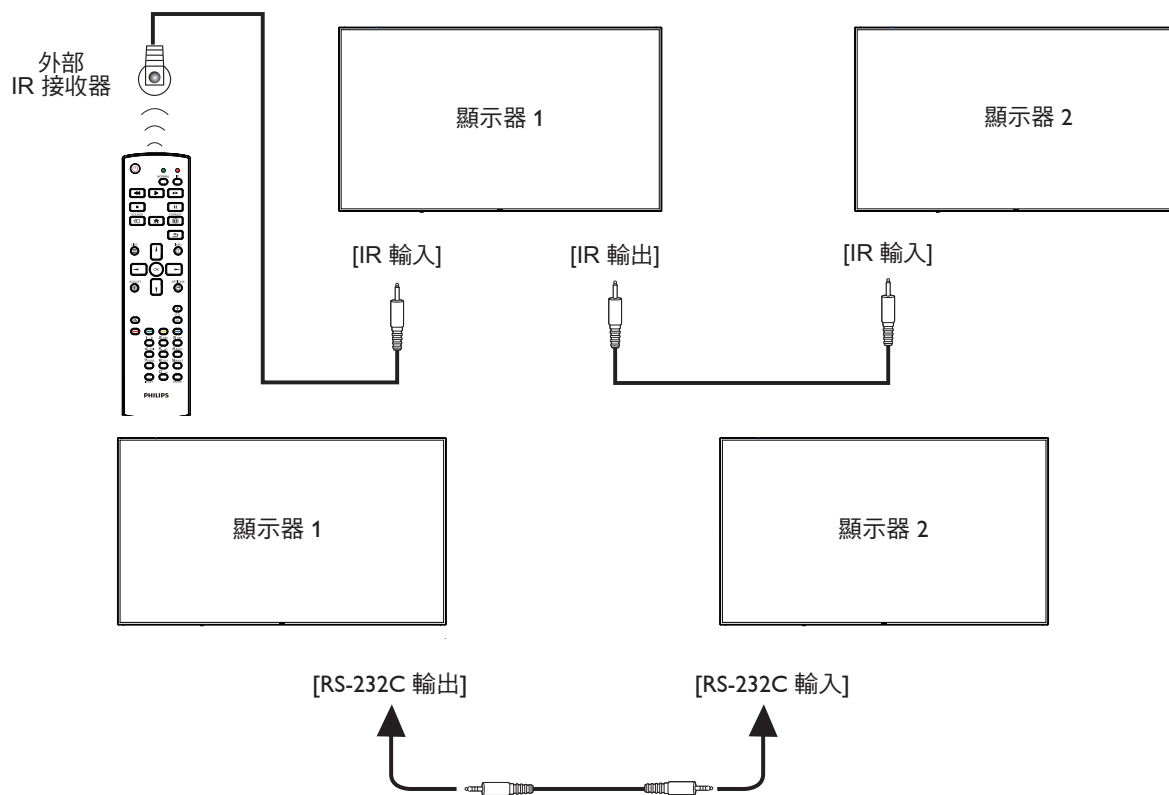 外部
IR 接收器
顯示器 1
顯示器 2
[IR 輸入]
[IR 輸出]
[IR 輸入]
PHILIPS
顯示器 1
顯示器 2
[RS-232C 輸出]
[RS-232C 輸入]